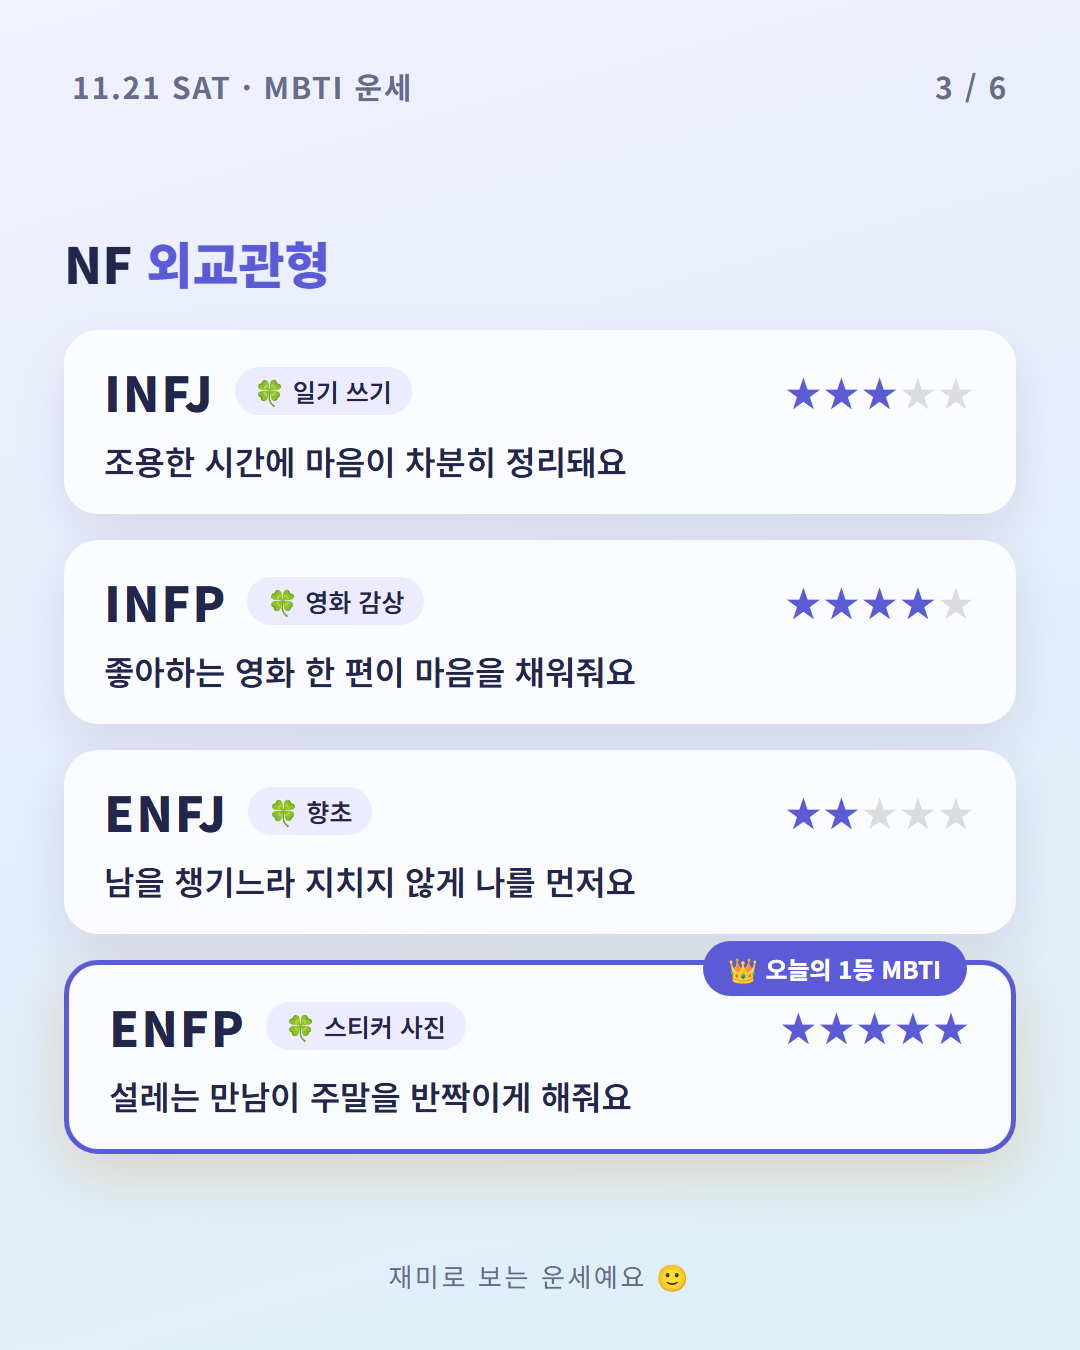 11.21 SAT · MBTI 운세
3 / 6
NF 외교관형
INFJ 🍀 일기 쓰기 ★★★★★
조용한 시간에 마음이 차분히 정리돼요
INFP 🍀 영화 감상 ★★★★★
좋아하는 영화 한 편이 마음을 채워줘요
ENFJ 🍀 향초 ★★★★★
남을 챙기느라 지치지 않게 나를 먼저요
👑 오늘의 1등 MBTI
ENFP 🍀 스티커 사진 ★★★★★
설레는 만남이 주말을 반짝이게 해줘요
재미로 보는 운세예요 🙂